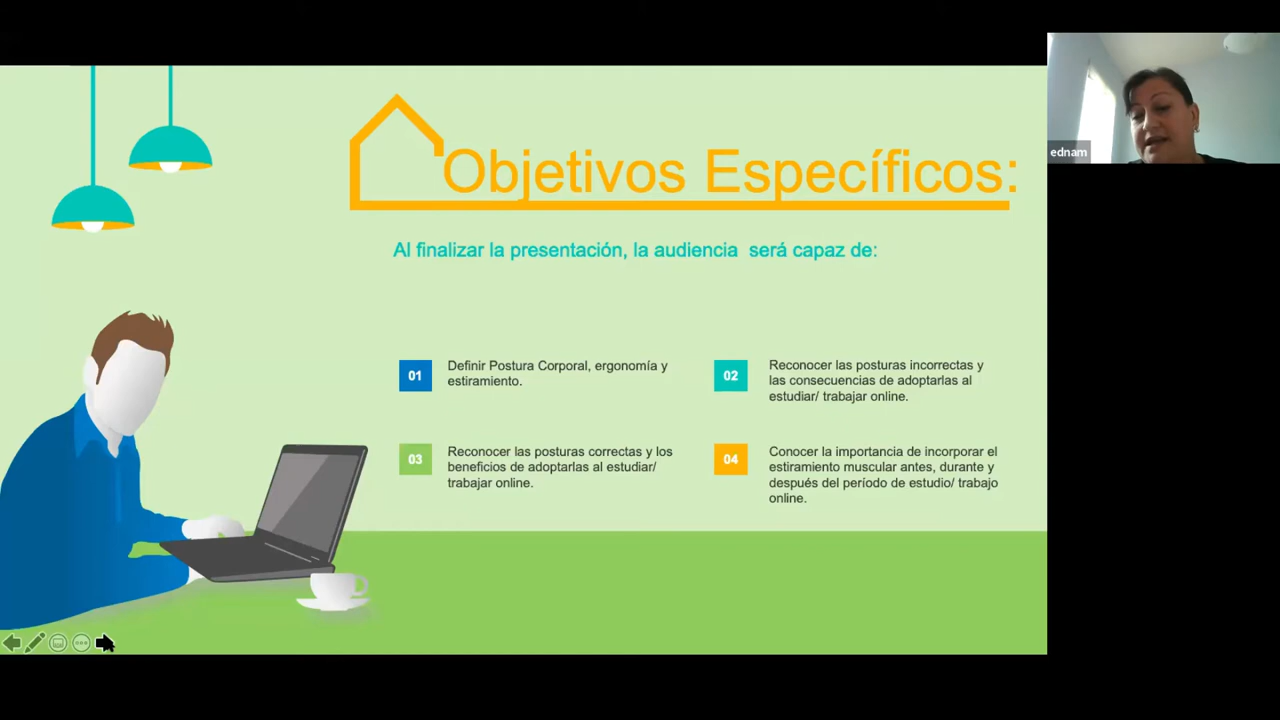 Objetivos Específicos:
Al finalizar la presentación, la audiencia será capaz de:
01
Definir Postura Corporal, ergonomía y
estiramiento.
02
Reconocer las posturas incorrectas y
las consecuencias de adoptarlas al
estudiar/ trabajar online.
03
Reconocer las posturas correctas y los
beneficios de adoptarlas al estudiar/
trabajar online.
04
Conocer la importancia de incorporar el
estiramiento muscular antes, durante y
después del período de estudio/ trabajo
online.
ednam